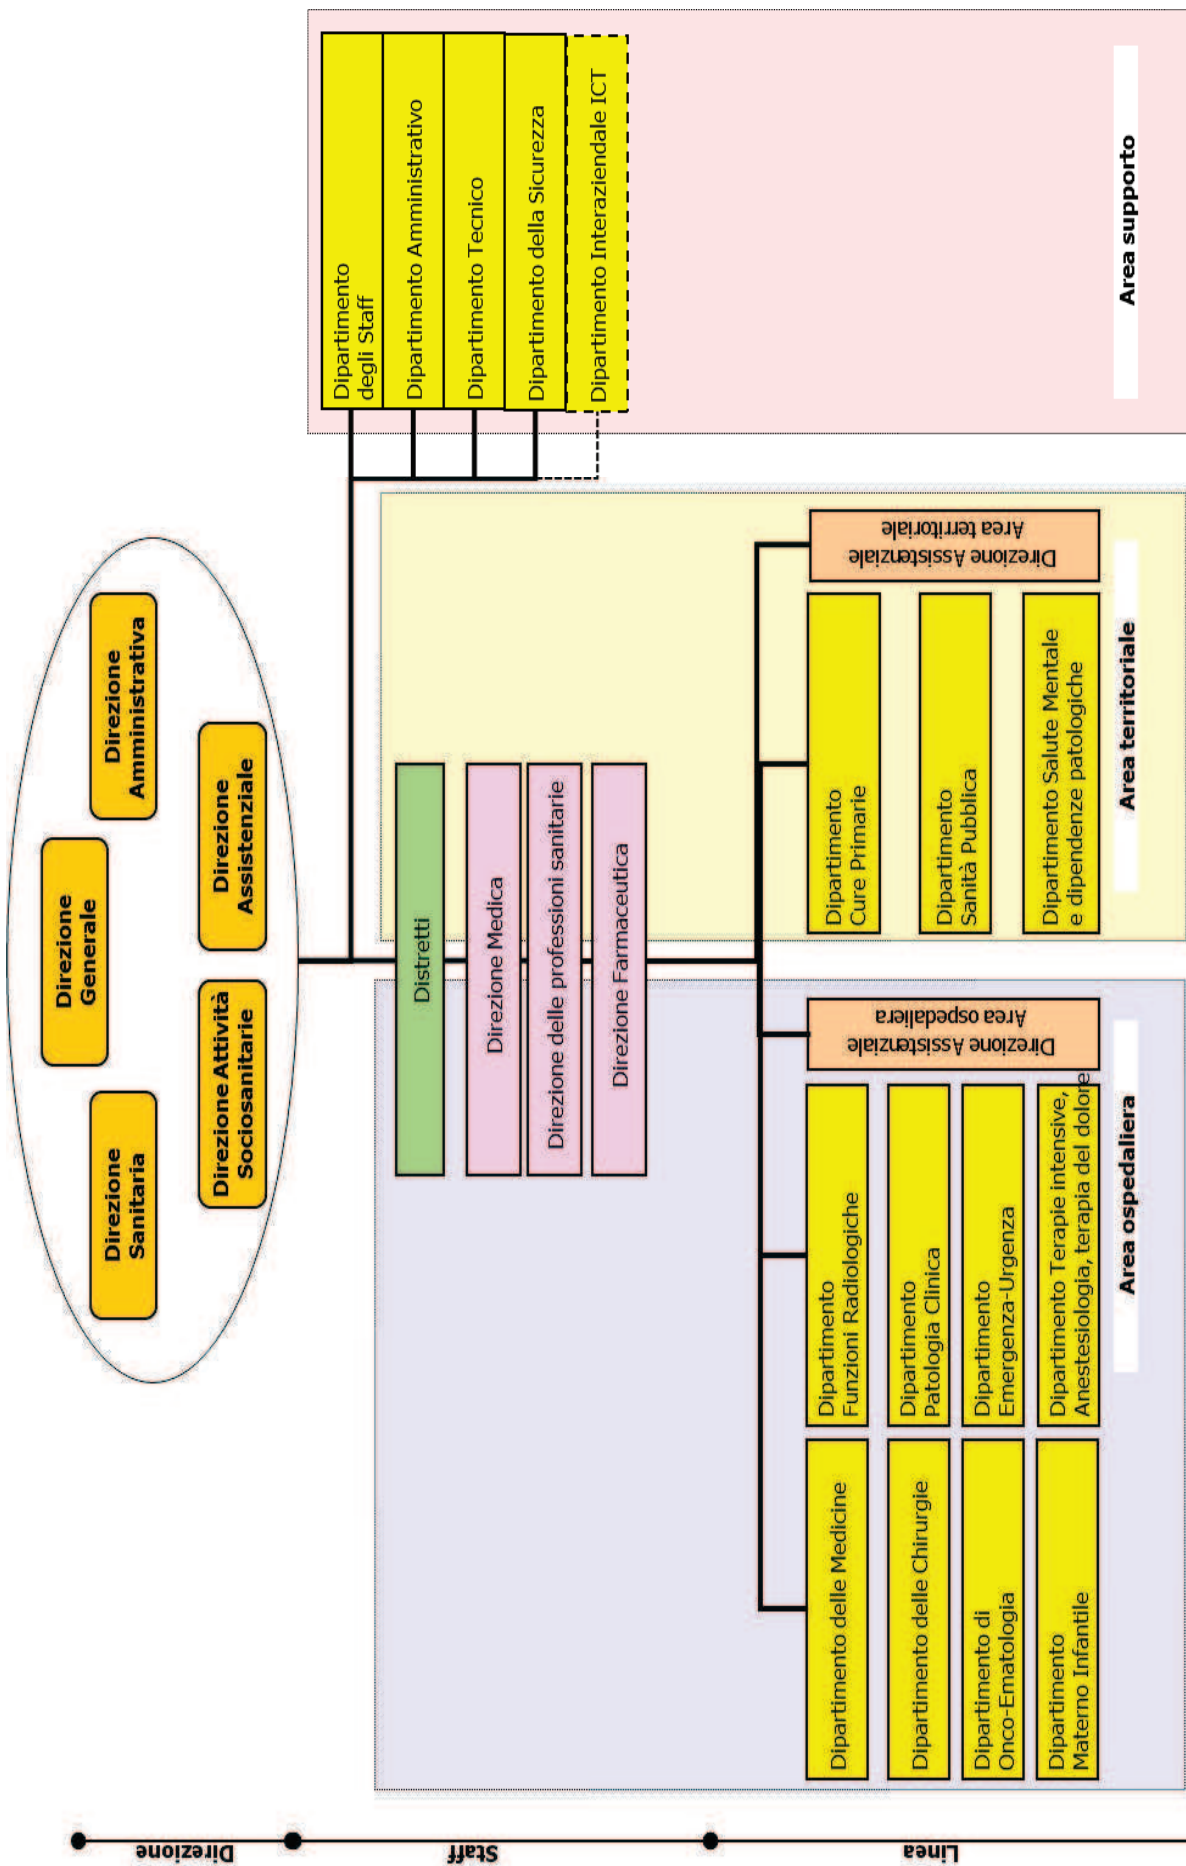 Direzione
Generale
Direzione
Sanitaria
Direzione
Amministrativa
Direzione Attività
Sociosanitarie
Direzione
Assistenziale
Direzione
Staff
Linea
Distretti
Direzione Medica
Direzione delle professioni sanitarie
Direzione Farmaceutica
Dipartimento
degli Staff
Dipartimento Amministrativo
Dipartimento Tecnico
Dipartimento della Sicurezza
Dipartimento Interaziendale ICT
Dipartimento delle Medicine
Dipartimento delle Chirurgie
Dipartimento di
Onco-Ematologia
Dipartimento
Materno Infantile
Dipartimento
Funzioni Radiologiche
Dipartimento
Patologia Clinica
Dipartimento
Emergenza-Urgenza
Dipartimento Terapie intensive,
Anestesiologia, terapia del dolore
Direzione Assistenziale
Area ospedaliera
Dipartimento
Cure Primarie
Dipartimento
Sanità Pubblica
Dipartimento Salute Mentale
e dipendenze patologiche
Direzione Assistenziale
Area territoriale
Area ospedaliera
Area territoriale
Area supporto